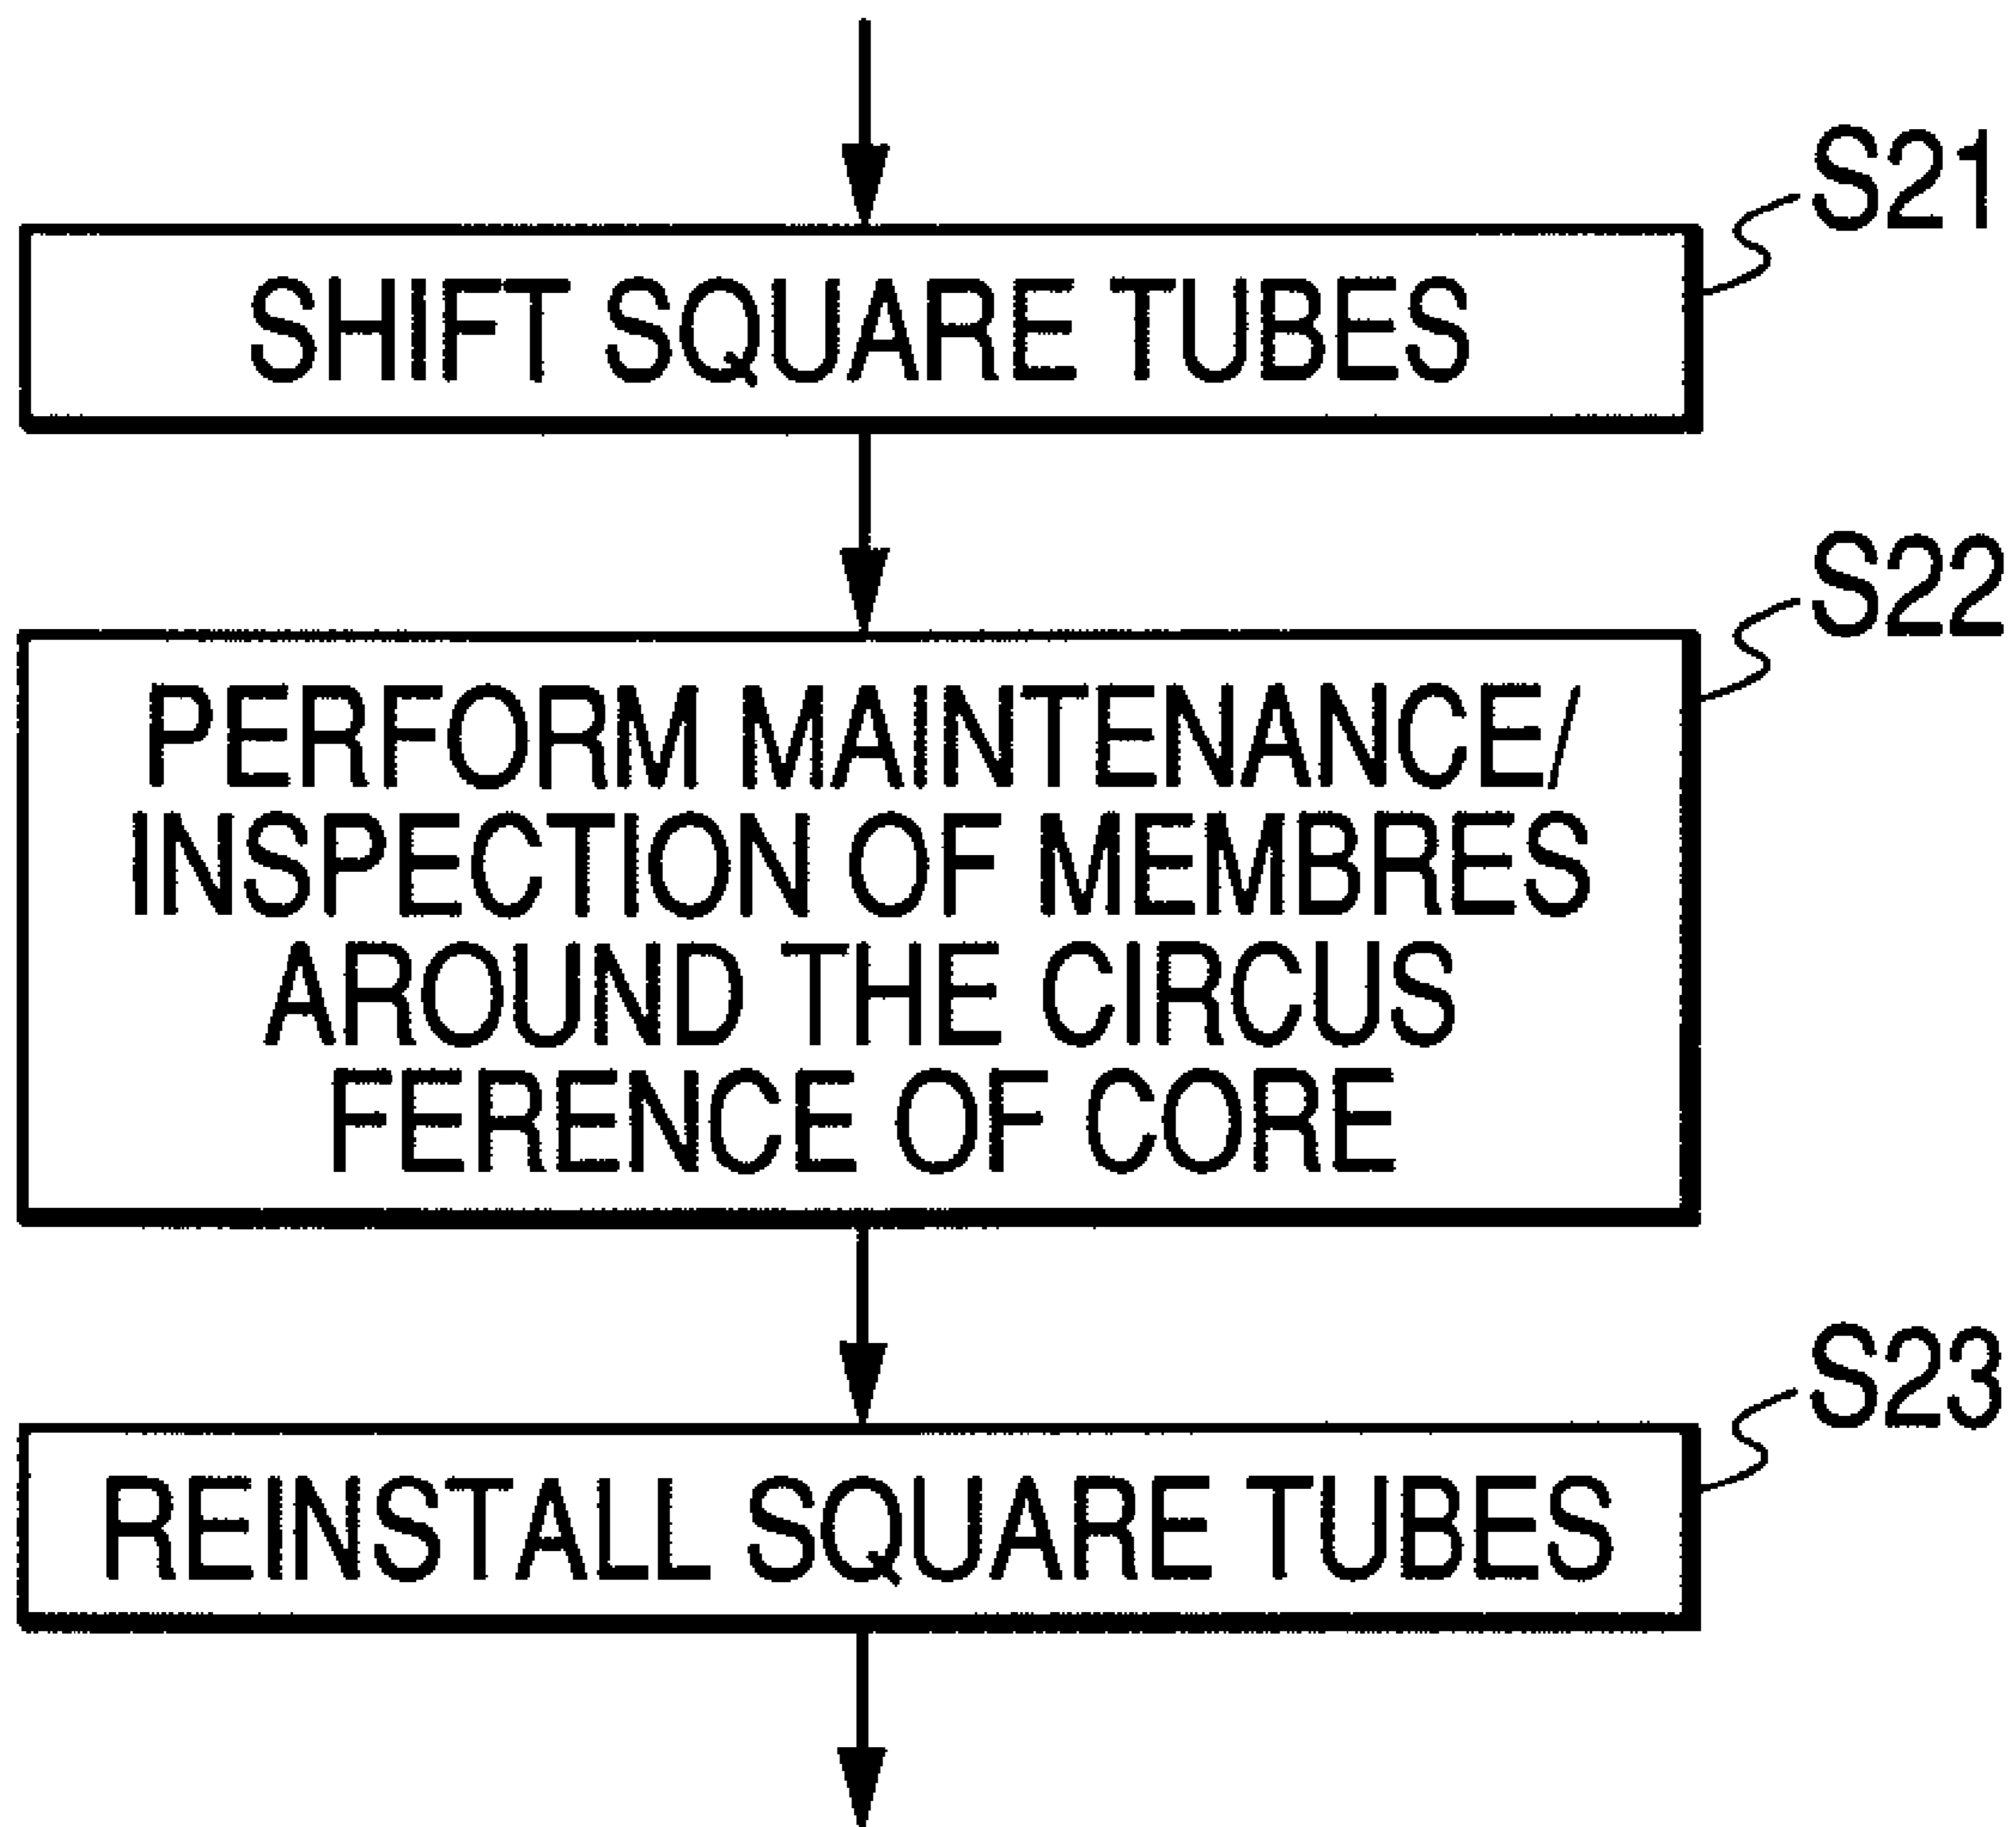 S21
SHIFT SQUARE TUBES
S22
PERFORM MAINTENANCE/
INSPECTION OF MEMBRES
AROUND THE CIRCUS
FERENCE OF CORE
S23
REINSTALL SQUARE TUBES